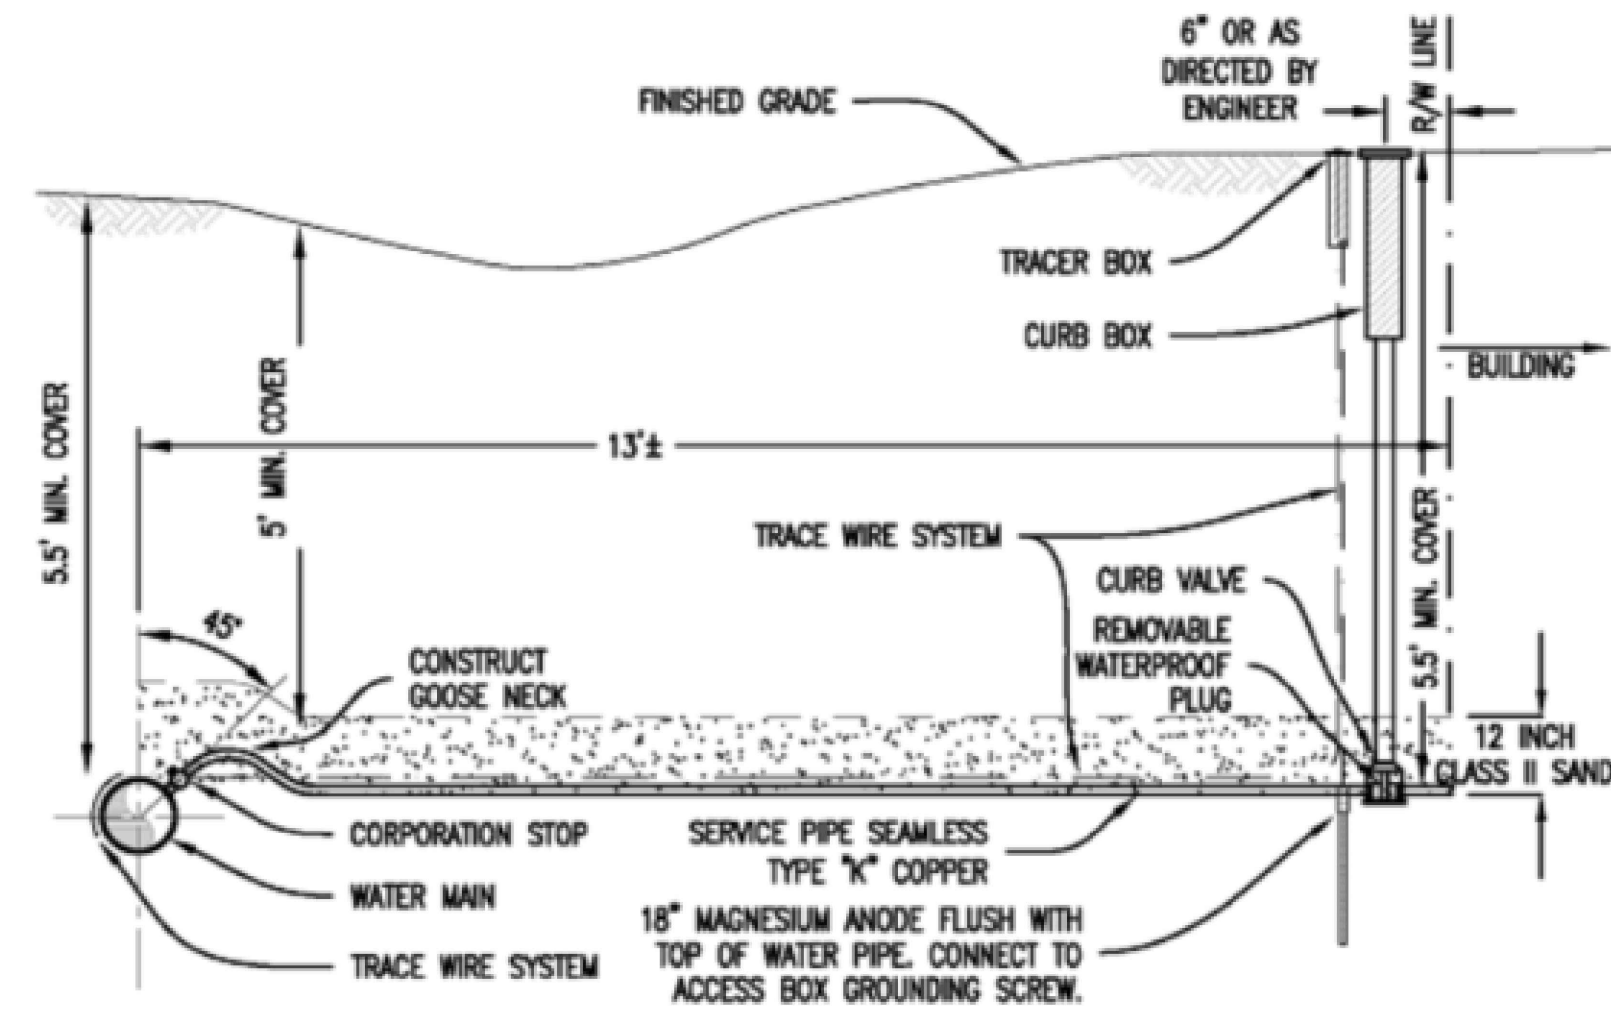 6" OR AS
DIRECTED BY
ENGINEER
R/W LINE
FINISHED GRADE
TRACER BOX
CURB BOX
BUILDING
5.5' MIN. COVER
5' MIN. COVER
13'±
TRACE WIRE SYSTEM
CURB VALVE
REMOVABLE
WATERPROOF
PLUG
5.5' MIN. COVER
45°
CONSTRUCT
GOOSE NECK
12 INCH
CLASS II SAND
CORPORATION STOP
SERVICE PIPE SEAMLESS
TYPE "K" COPPER
WATER MAIN
18" MAGNESIUM ANODE FLUSH WITH
TOP OF WATER PIPE. CONNECT TO
ACCESS BOX GROUNDING SCREW.
TRACE WIRE SYSTEM